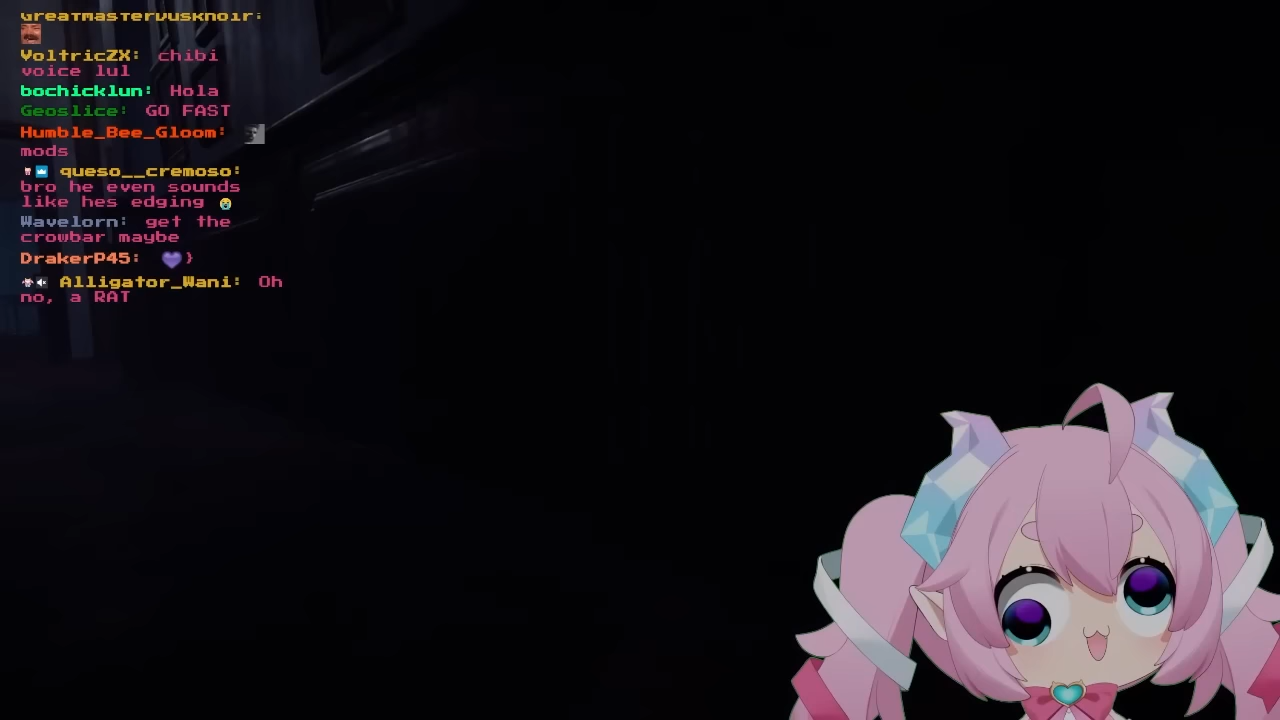 GreatMasterDuskNoir:
VoltricZX: chibi
voice lul
bochicklun: Hola
Geoslice: GO FAST
Humble_Bee_Gloom:
mods
queso__cremoso:
bro he even sounds
like hes edging
Wavelorn: get the
crowbar maybe
DrakerP45: }
Alligator_Wani: Oh
no, a RAT